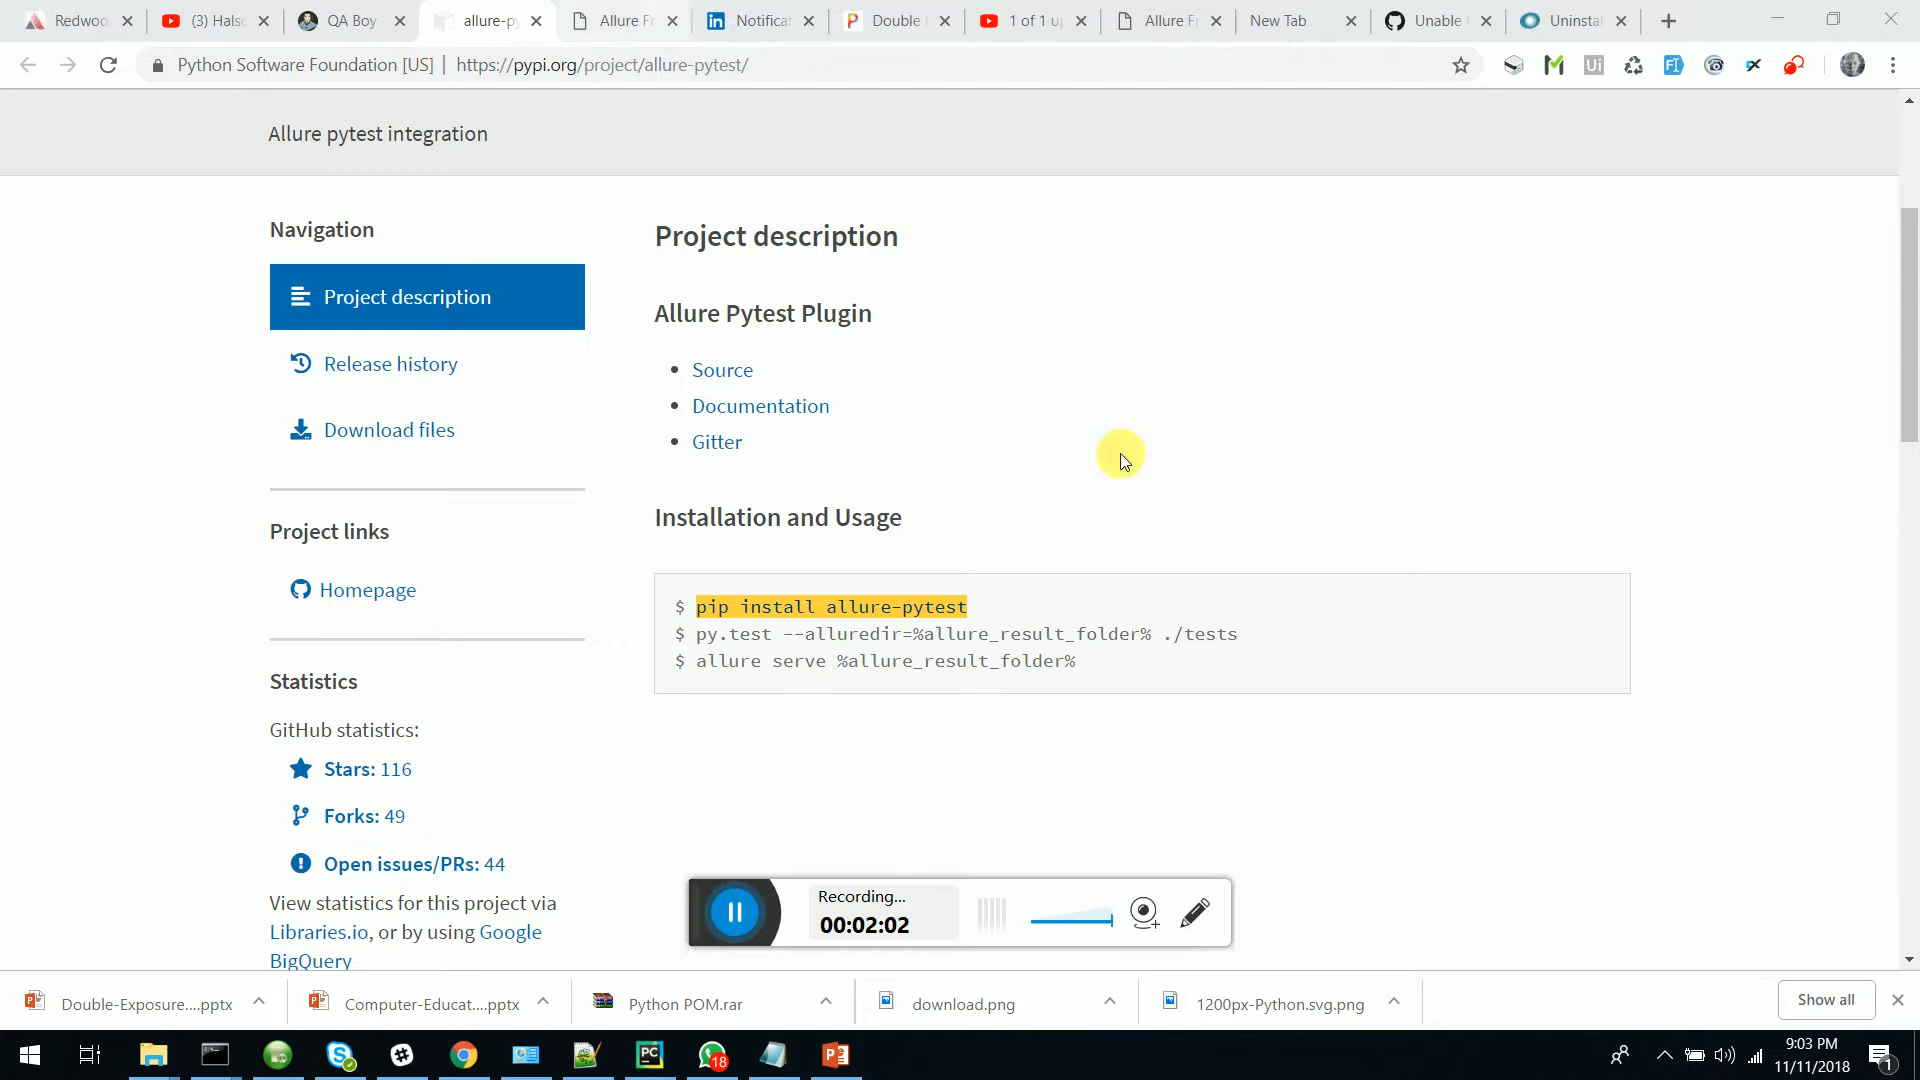 Redwoo
(3) Halse
QA Boy
allure-py
Allure Fr
Notificat
Double
1 of 1 u
Allure Fr
New Tab
Unable
Uninsta
Python Software Foundation [US] | https://pypi.org/project/allure-pytest/
Allure pytest integration
Navigation
Project description
Release history
Download files
Project links
Homepage
Statistics
GitHub statistics:
Stars: 116
Forks: 49
Open issues/PRs: 44
View statistics for this project via
Libraries.io, or by using Google
BigQuery
Project description
Allure Pytest Plugin
Source
Documentation
Gitter
Installation and Usage
$ pip install allure-pytest
$ py.test --alluredir=%allure_result_folder% ./tests
$ allure serve %allure_result_folder%
Recording...
00:02:02
Double-Exposure....pptx
Computer-Educat....pptx
Python POM.rar
download.png
1200px-Python.svg.png
Show all
18
9:03 PM
11/11/2018
1